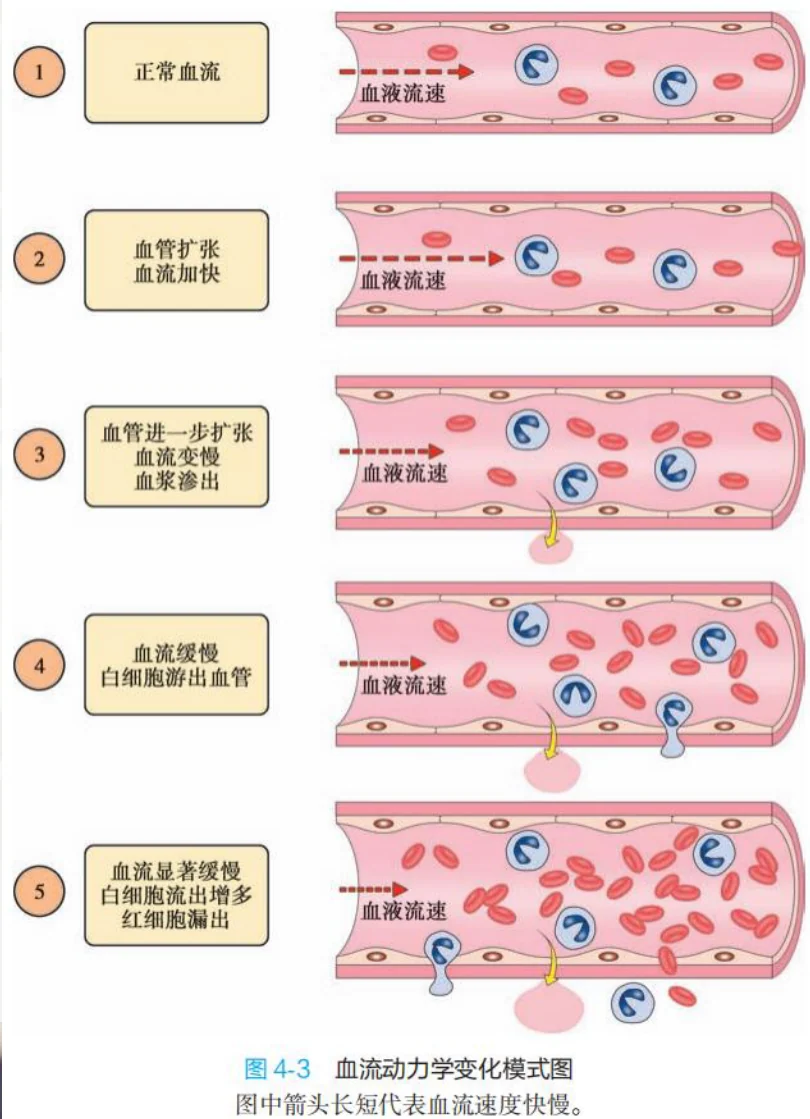 1
正常血流
血液流速
2
血管扩张
血流加快
血液流速
3
血管进一步扩张
血流变慢
血浆渗出
血液流速
4
血流缓慢
白细胞游出血管
血液流速
5
血流显著缓慢
白细胞流出增多
红细胞漏出
血液流速
图 4-3 血流动力学变化模式图
图中箭头长短代表血流速度快慢。